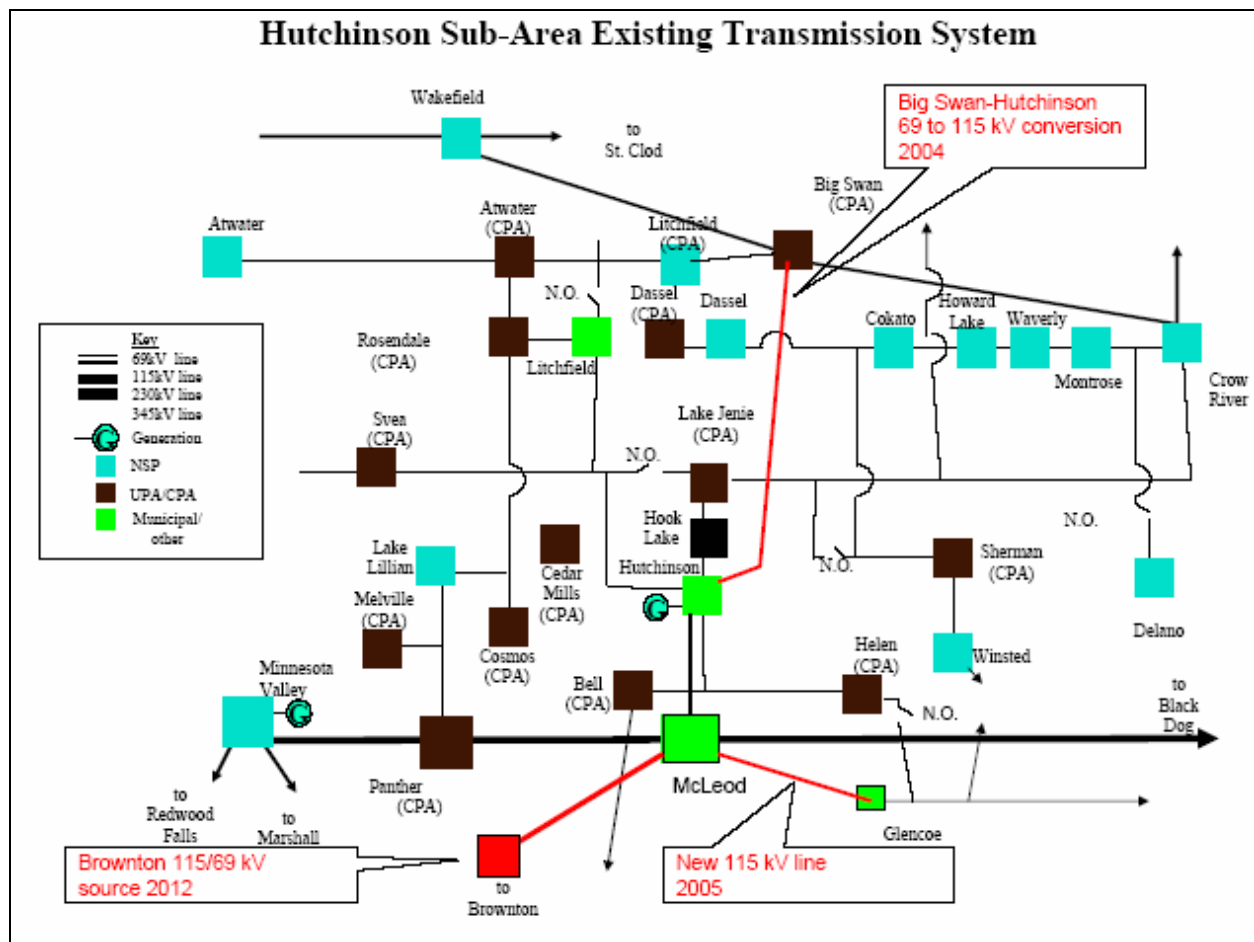 Hutchinson Sub-Area Existing Transmission System
Wakefield
to
St. Clod
Big Swan-Hutchinson
69 to 115 kV conversion
2004
Big Swan
(CPA)
Atwater
Atwater
(CPA)
Litchfield
(CPA)
N.O.
Dassel
(CPA)
Dassel
Cokato
Howard
Lake
Waverly
Montrose
Crow
River
Key
69kV line
115kV line
230kV line
345kV line
Generation
NSP
UPA/CPA
Municipal/
other
Rosendale
(CPA)
Litchfield
Svea
(CPA)
N.O.
Lake Jenie
(CPA)
Hook
Lake
N.O.
Lake
Lillian
Cedar
Mills
(CPA)
Hutchinson
N.O.
Sherman
(CPA)
Melville
(CPA)
Cosmos
(CPA)
Delano
Minnesota
Valley
Bell
(CPA)
Helen
(CPA)
Winsted
N.O.
to
Black
Dog
Panther
(CPA)
McLeod
to
Redwood
Falls
to
Marshall
Glencoe
Brownton 115/69 kV
source 2012
to
Brownton
New 115 kV line
2005